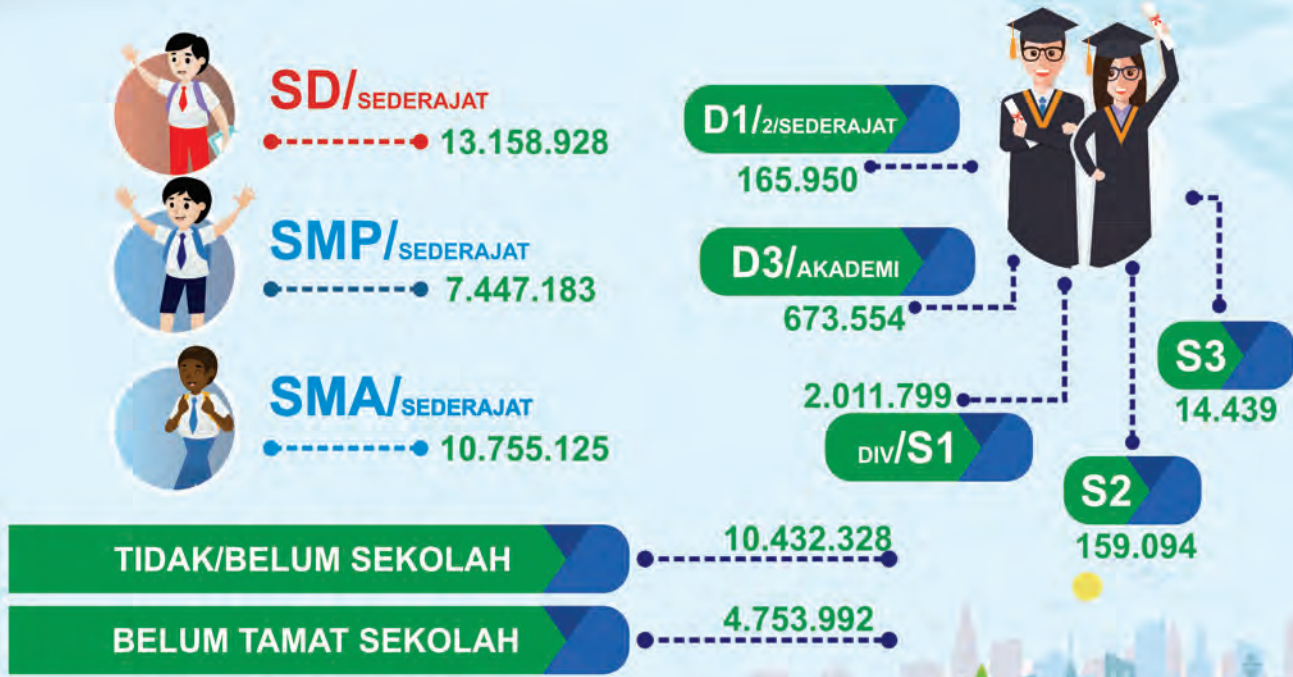 SD/SEDERAJAT
13.158.928
SMP/SEDERAJAT
7.447.183
SMA/SEDERAJAT
10.755.125
D1/2/SEDERAJAT
165.950
D3/AKADEMI
673.554
2.011.799
DIV/S1
S2
159.094
S3
14.439
TIDAK/BELUM SEKOLAH
10.432.328
BELUM TAMAT SEKOLAH
4.753.992